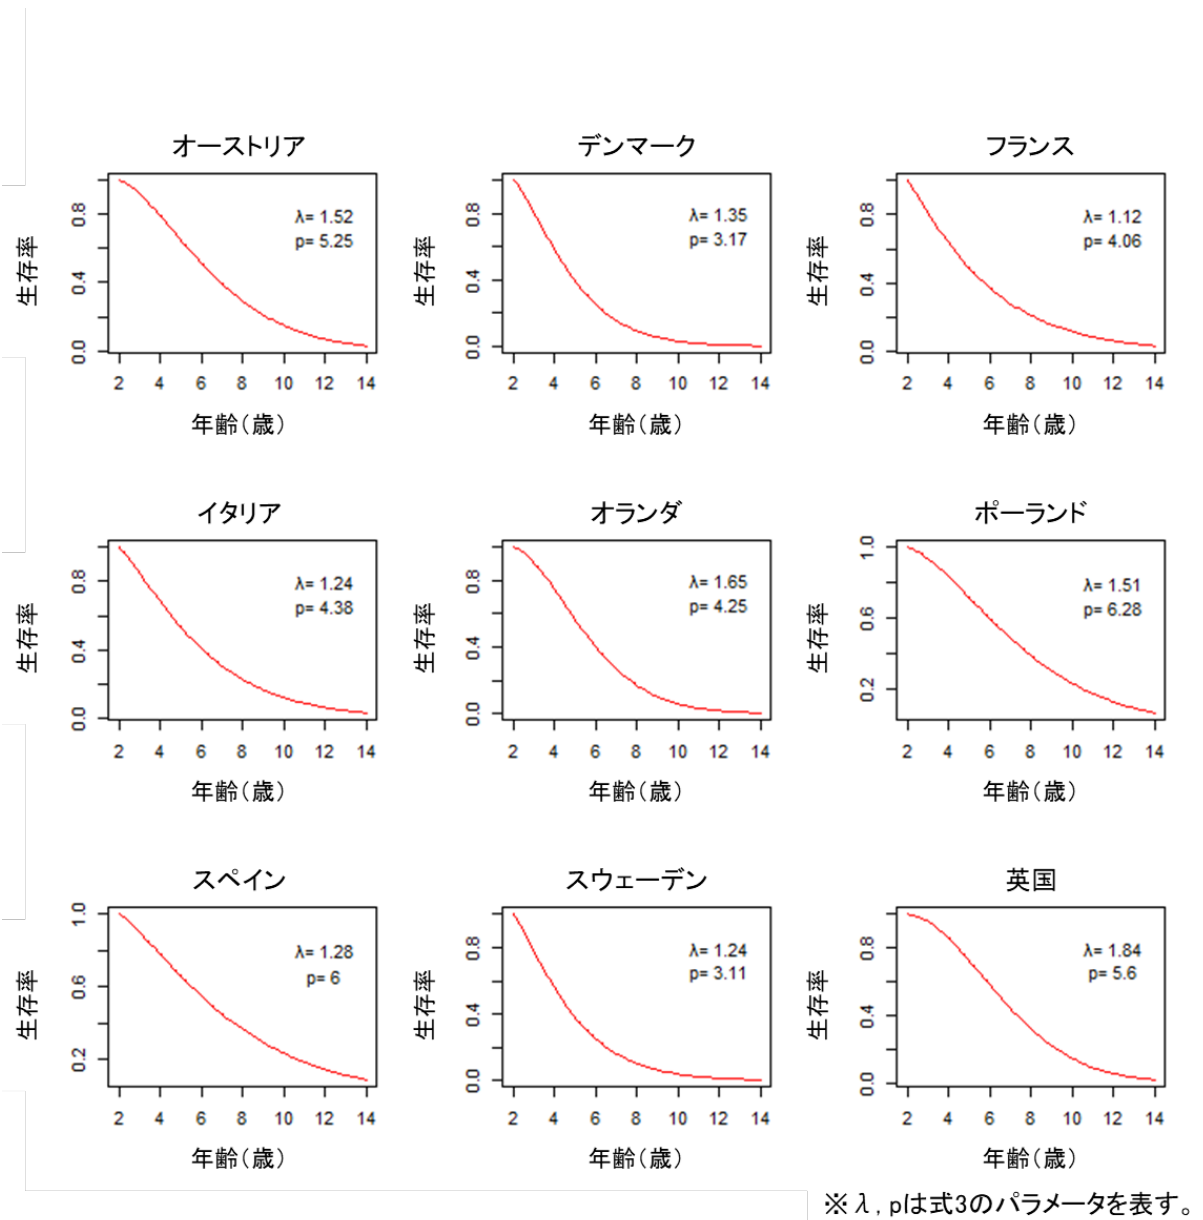 オーストリア
生存率
0.8
0.4
0.0
λ= 1.52
p= 5.25
2 4 6 8 10 12 14
年齢（歳）
デンマーク
生存率
0.8
0.4
0.0
λ= 1.35
p= 3.17
2 4 6 8 10 12 14
年齢（歳）
フランス
生存率
0.8
0.4
0.0
λ= 1.12
p= 4.06
2 4 6 8 10 12 14
年齢（歳）
イタリア
生存率
0.8
0.4
0.0
λ= 1.24
p= 4.38
2 4 6 8 10 12 14
年齢（歳）
オランダ
生存率
0.8
0.4
0.0
λ= 1.65
p= 4.25
2 4 6 8 10 12 14
年齢（歳）
ポーランド
生存率
1.0
0.6
0.2
λ= 1.51
p= 6.28
2 4 6 8 10 12 14
年齢（歳）
スペイン
生存率
1.0
0.6
0.2
λ= 1.28
p= 6
2 4 6 8 10 12 14
年齢（歳）
スウェーデン
生存率
0.8
0.4
0.0
λ= 1.24
p= 3.11
2 4 6 8 10 12 14
年齢（歳）
英国
生存率
0.8
0.4
0.0
λ= 1.84
p= 5.6
2 4 6 8 10 12 14
年齢（歳）
※λ, pは式3のパラメータを表す。